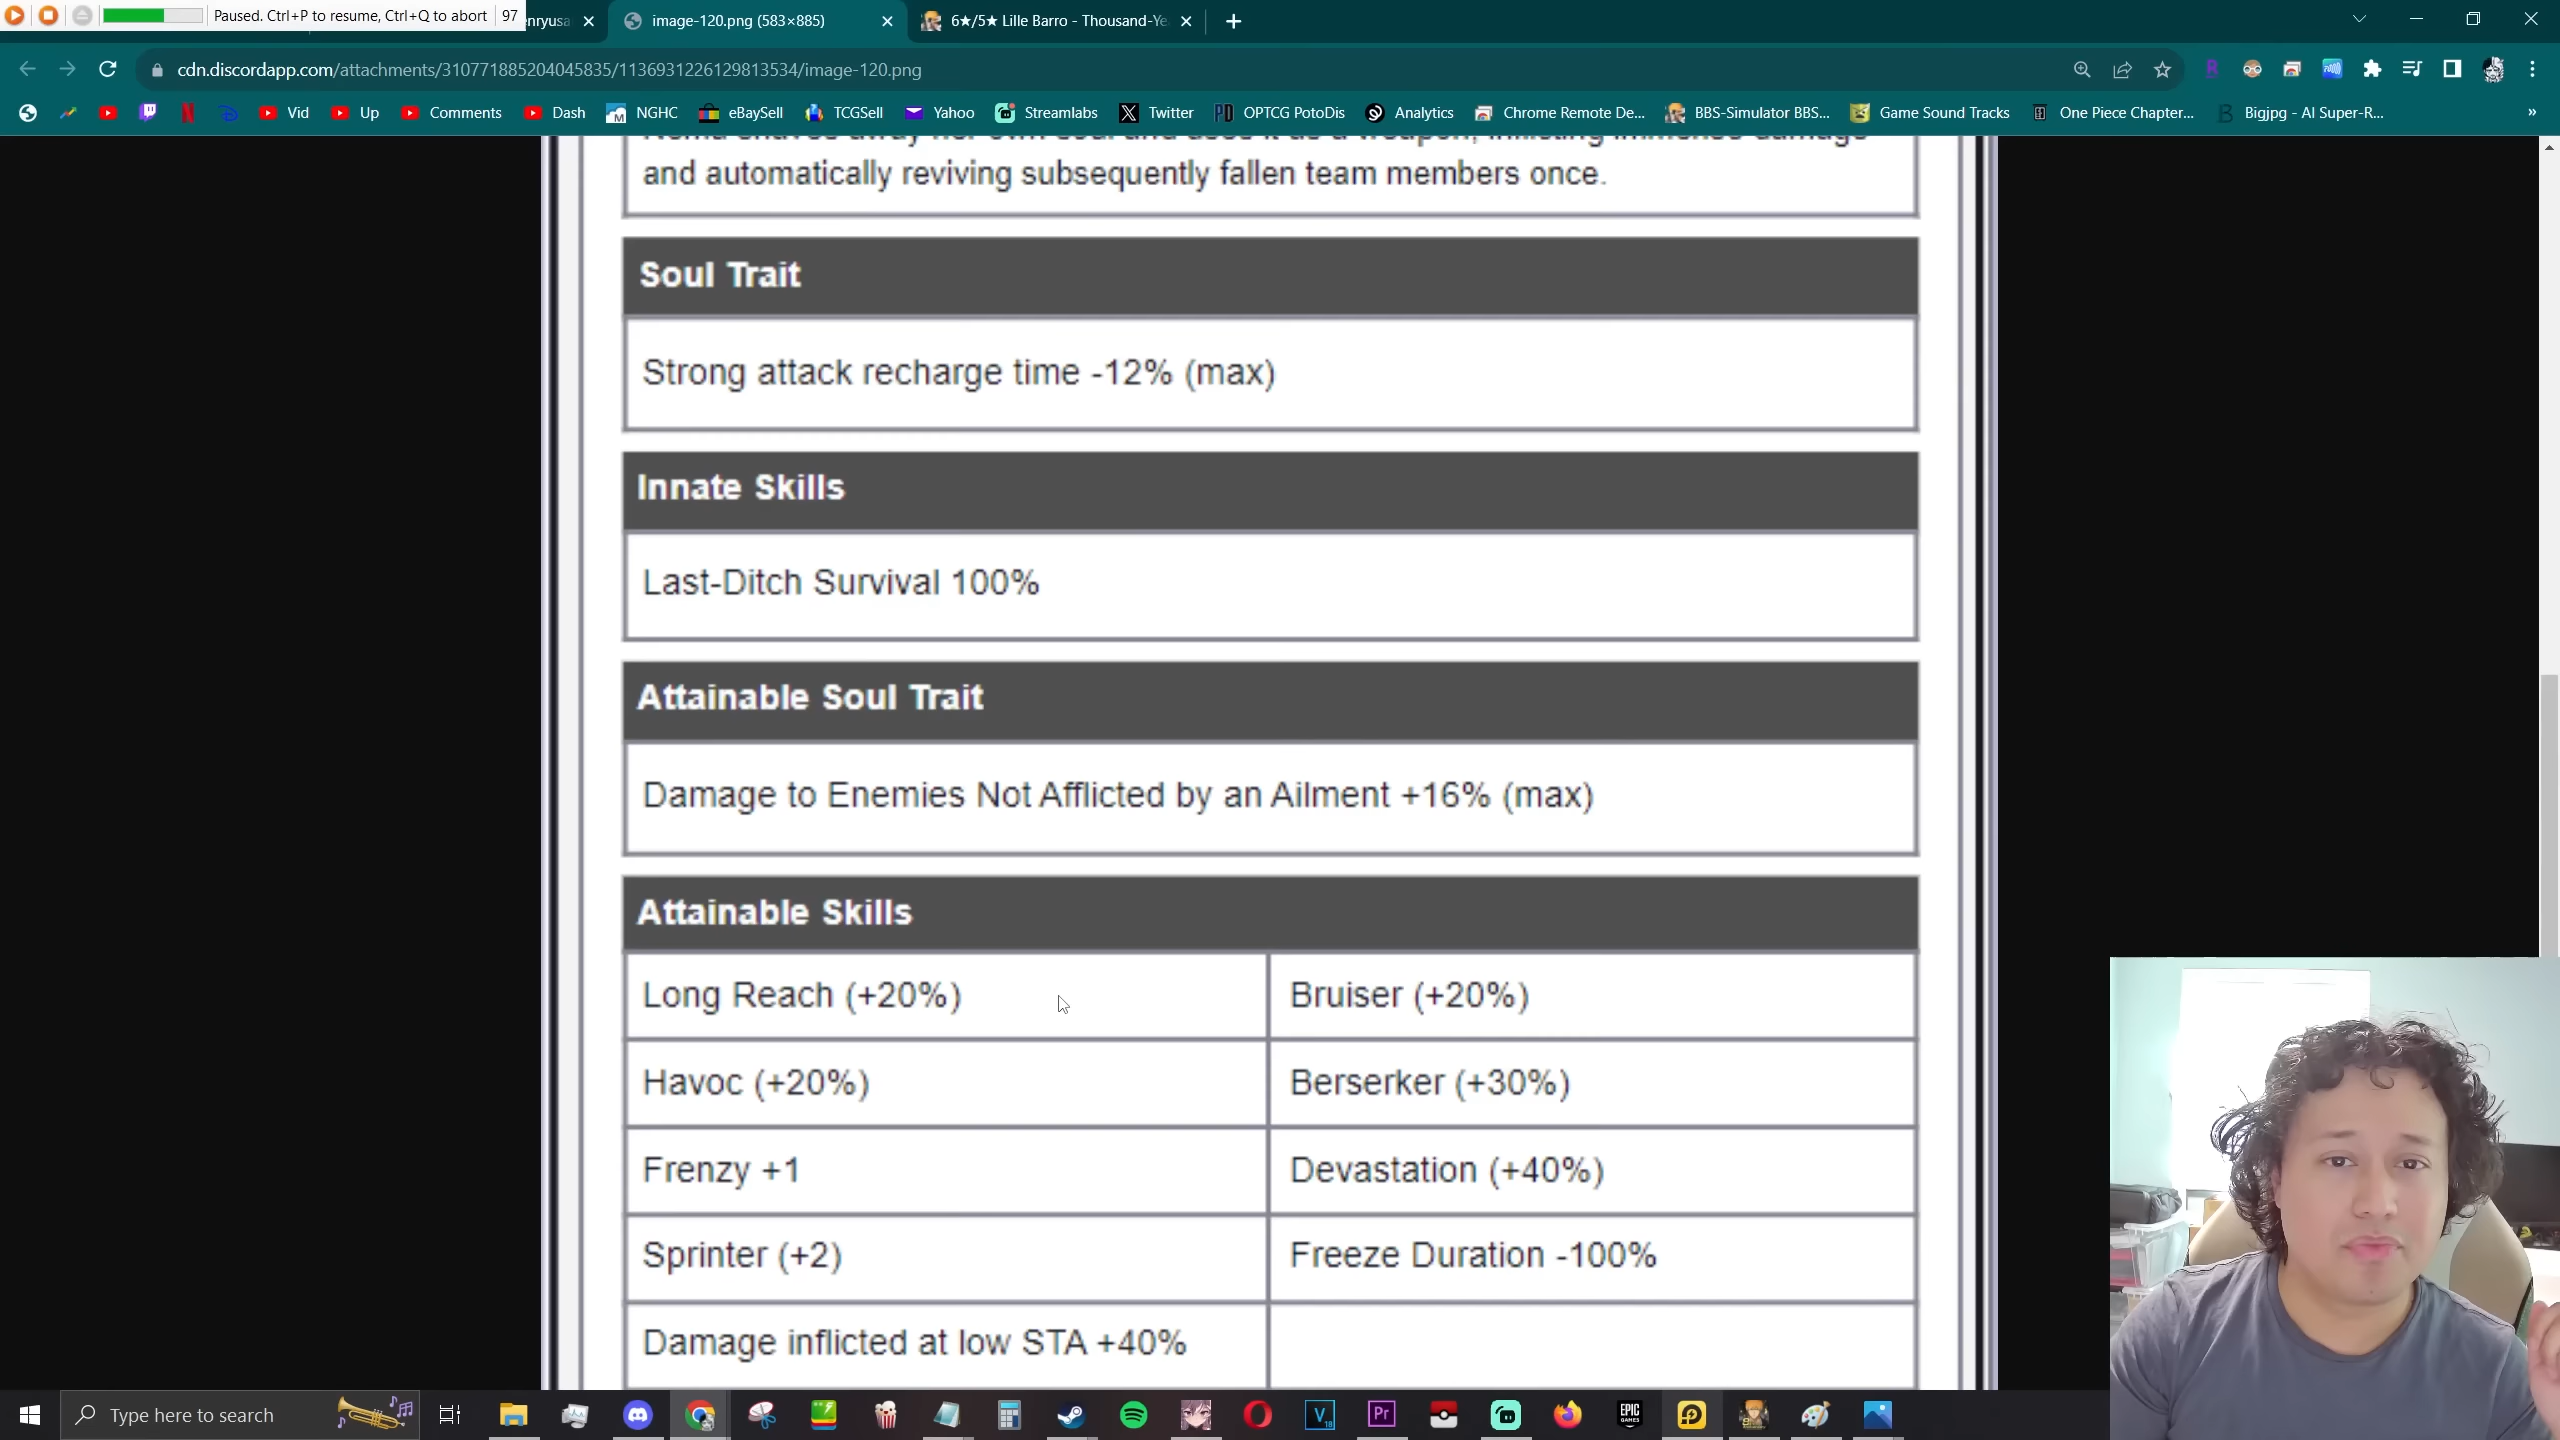 Paused. Ctrl+P to resume, Ctrl+Q to abort 97
enryusa
image-120.png (583×885)
6★/5★ Lille Barro - Thousand-Ye
cdn.discordapp.com/attachments/310771885204045835/1136931226129813534/image-120.png
Vid Up Comments Dash NGHC eBaySell TCGSell Yahoo Streamlabs Twitter OPTCG PotoDis Analytics Chrome Remote De... BBS-Simulator BBS... Game Sound Tracks One Piece Chapter... Bigjpg - AI Super-R... »
and automatically reviving subsequently fallen team members once.
Soul Trait
Strong attack recharge time -12% (max)
Innate Skills
Last-Ditch Survival 100%
Attainable Soul Trait
Damage to Enemies Not Afflicted by an Ailment +16% (max)
Attainable Skills
Long Reach (+20%) Bruiser (+20%)
Havoc (+20%) Berserker (+30%)
Frenzy +1 Devastation (+40%)
Sprinter (+2) Freeze Duration -100%
Damage inflicted at low STA +40%
Type here to search